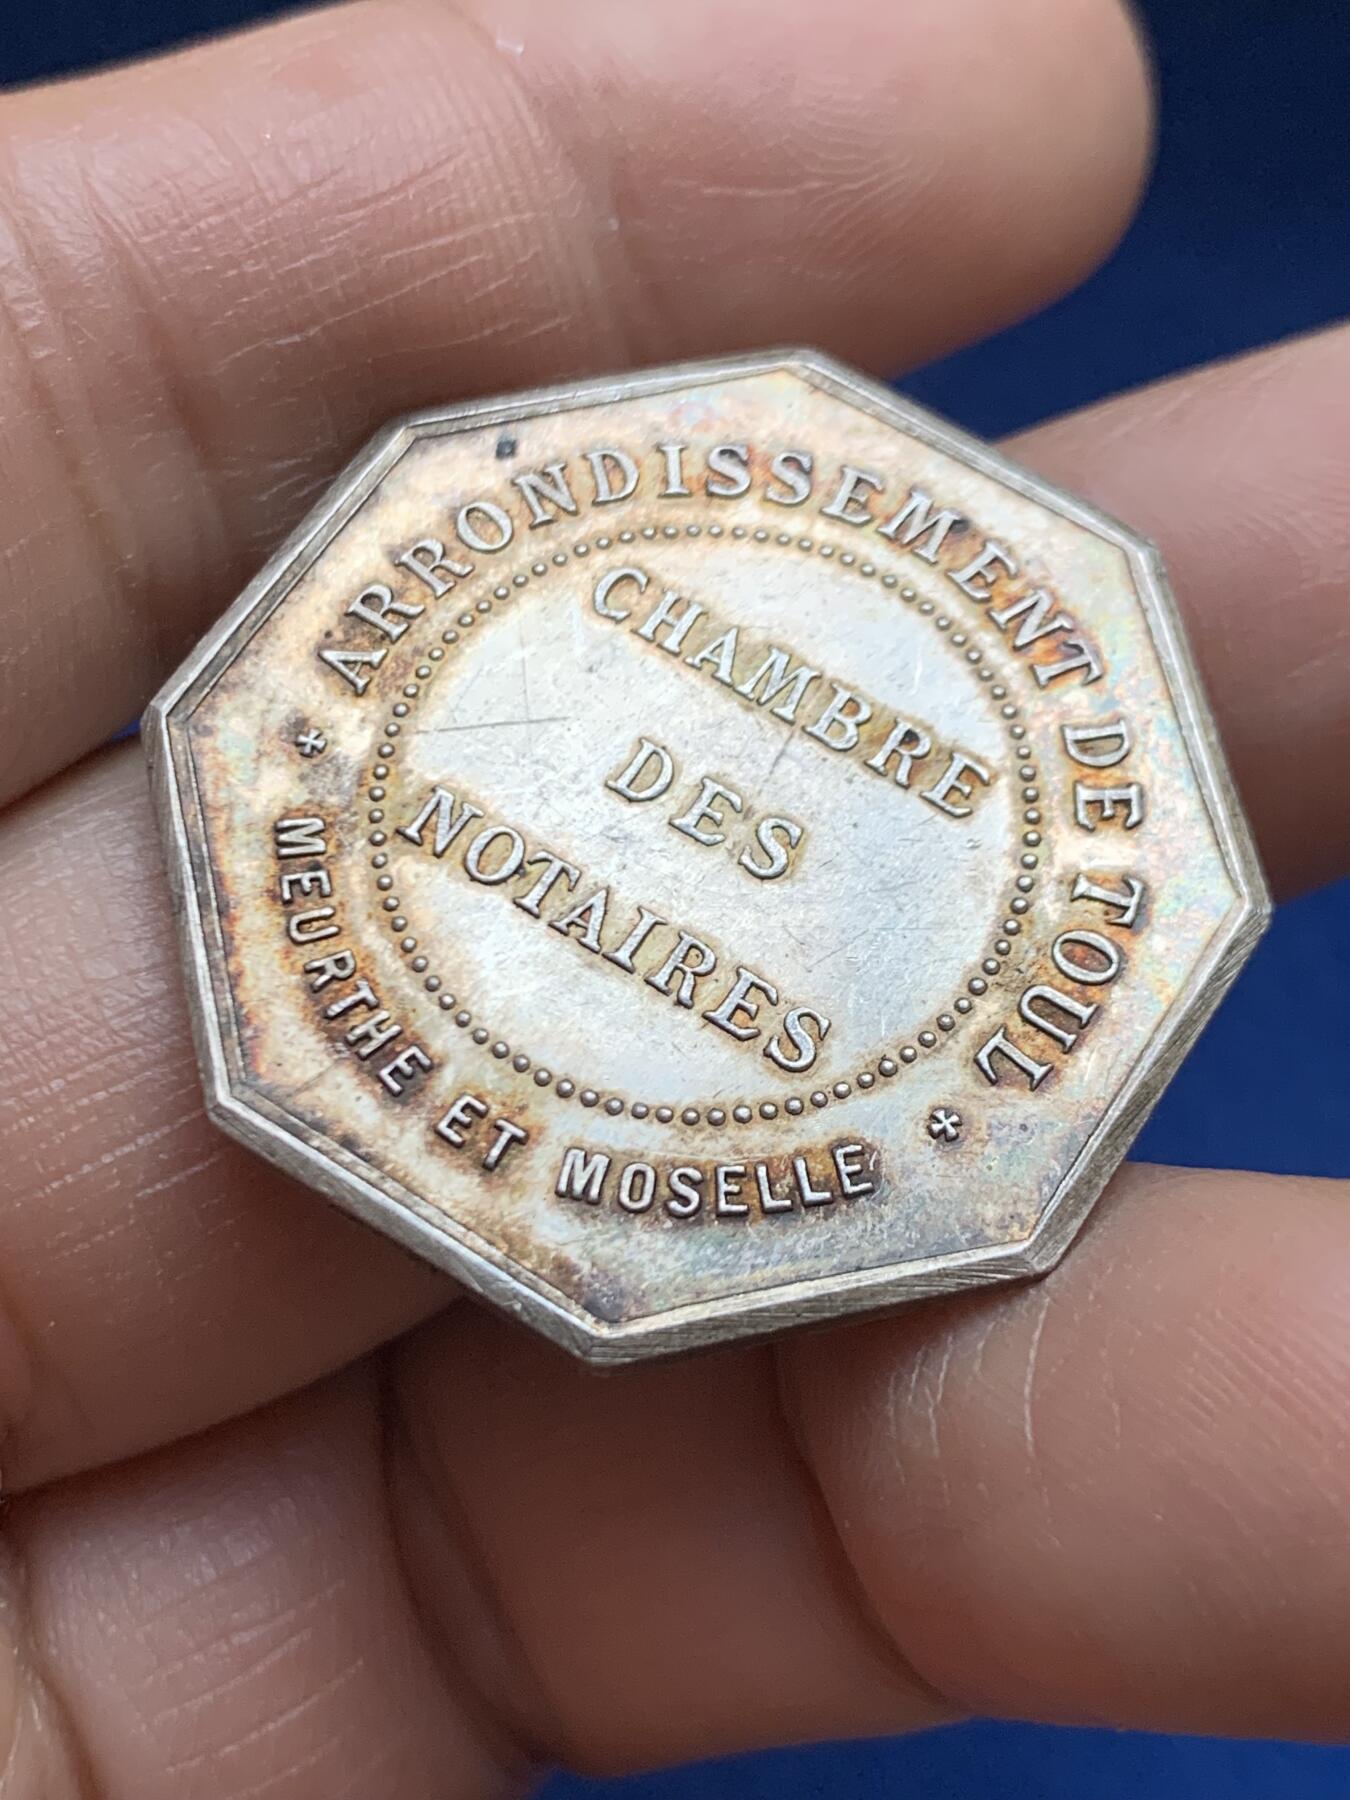 ARRONDISSEMENT DE TOUL
CHAMBRE
DES
NOTAIRES
* MEURTHE ET MOSELLE *